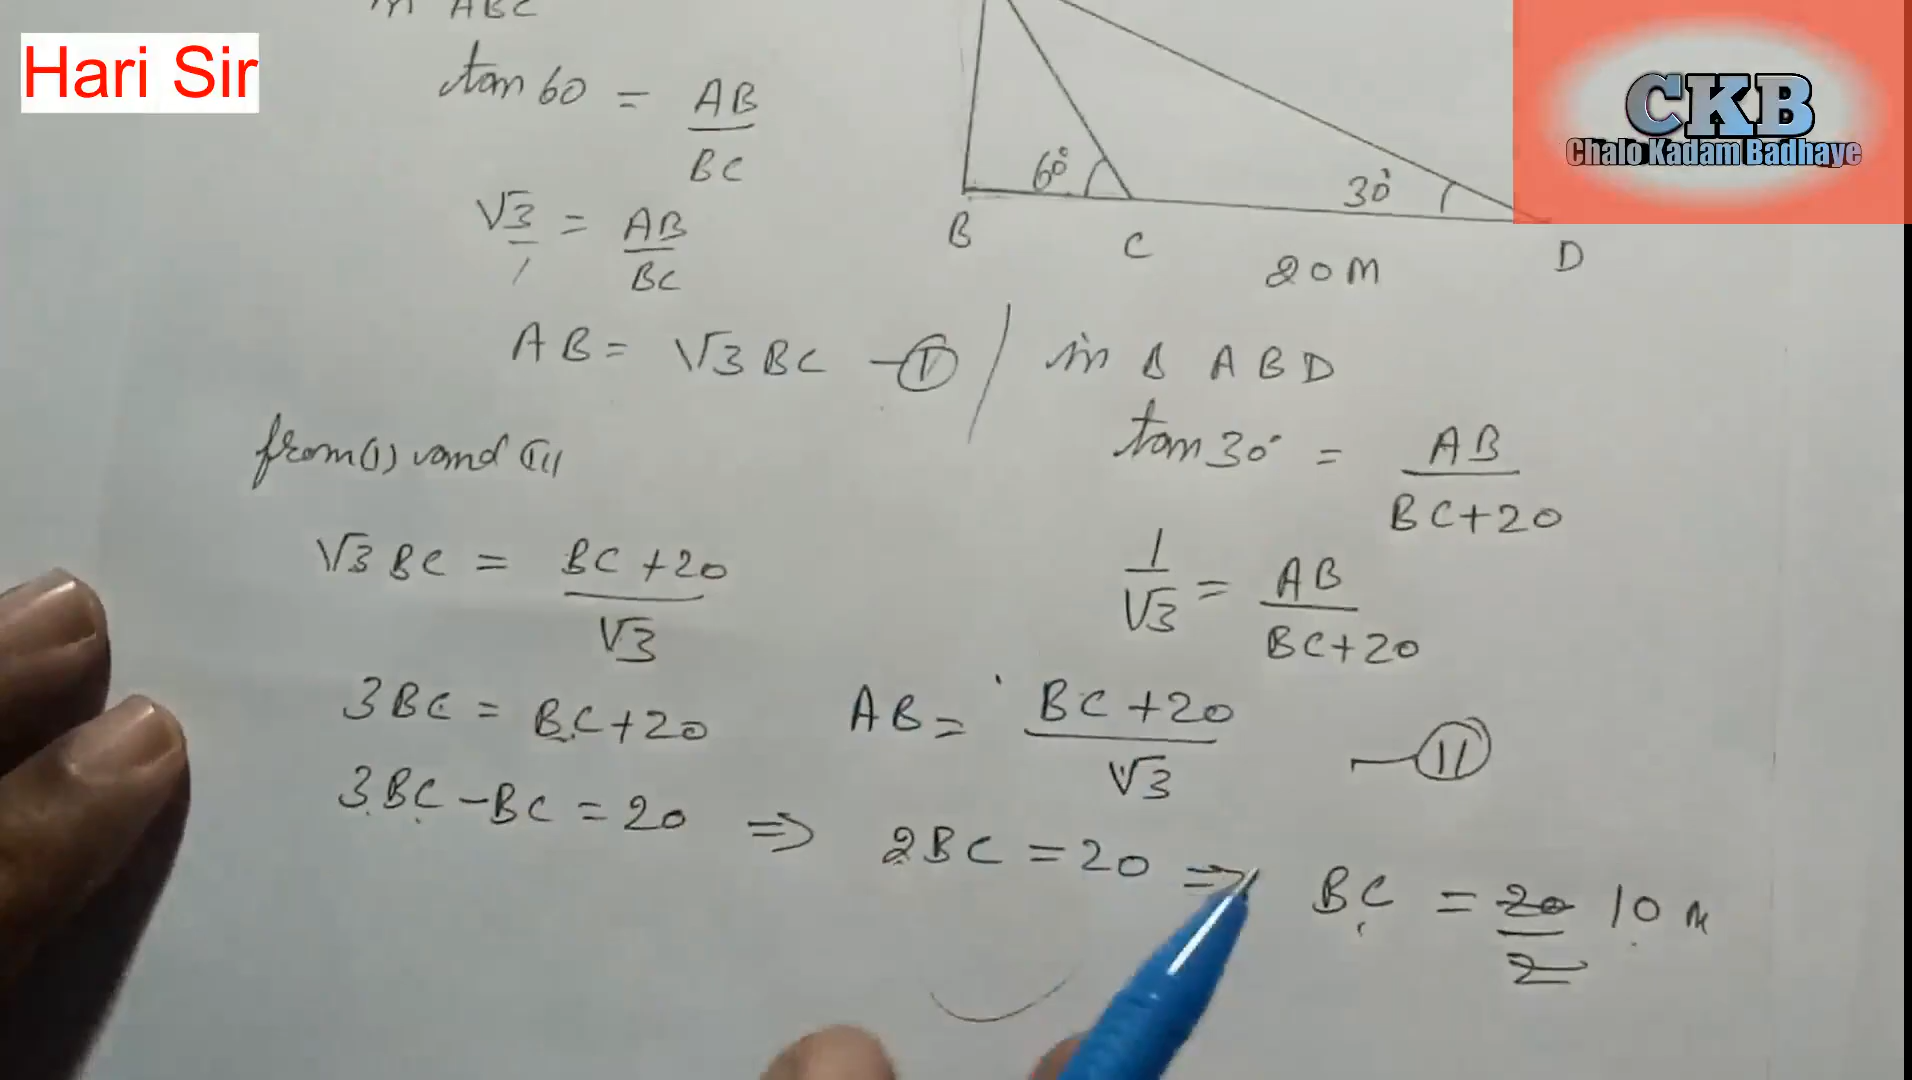 Hari Sir
CKB
Chalo Kadam Badhaye
in ABC
tan 60 = AB/BC
√3/1 = AB/BC
AB = √3 BC — I
60°
30°
B
C
D
20 M
in Δ ABD
tan 30° = AB/BC+20
1/√3 = AB/BC+20
AB = BC+20/√3 — II
from (I) and (II)
√3 BC = BC+20/√3
3BC = BC+20
3BC - BC = 20 ⇒ 2BC = 20 ⇒ BC = 20/2 10 m